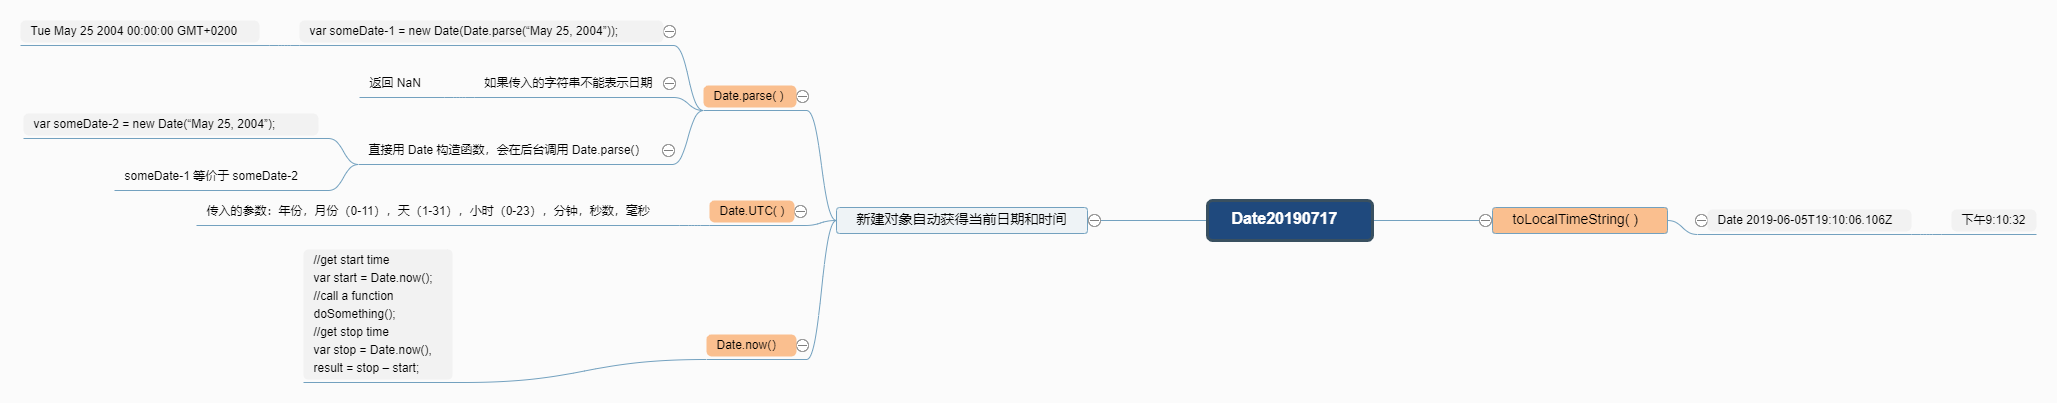 Tue May 25 2004 00:00:00 GMT+0200
var someDate-1 = new Date(Date.parse(“May 25, 2004”));
返回 NaN
如果传入的字符串不能表示日期
Date.parse( )
var someDate-2 = new Date(“May 25, 2004”);
直接用 Date 构造函数，会在后台调用 Date.parse()
someDate-1 等价于 someDate-2
传入的参数：年份，月份（0-11），天（1-31），小时（0-23），分钟，秒数，毫秒
Date.UTC( )
新建对象自动获得当前日期和时间
Date20190717
toLocalTimeString( )
Date 2019-06-05T19:10:06.106Z
下午9:10:32
//get start time
var start = Date.now();
//call a function
doSomething();
//get stop time
var stop = Date.now(),
result = stop – start;
Date.now()